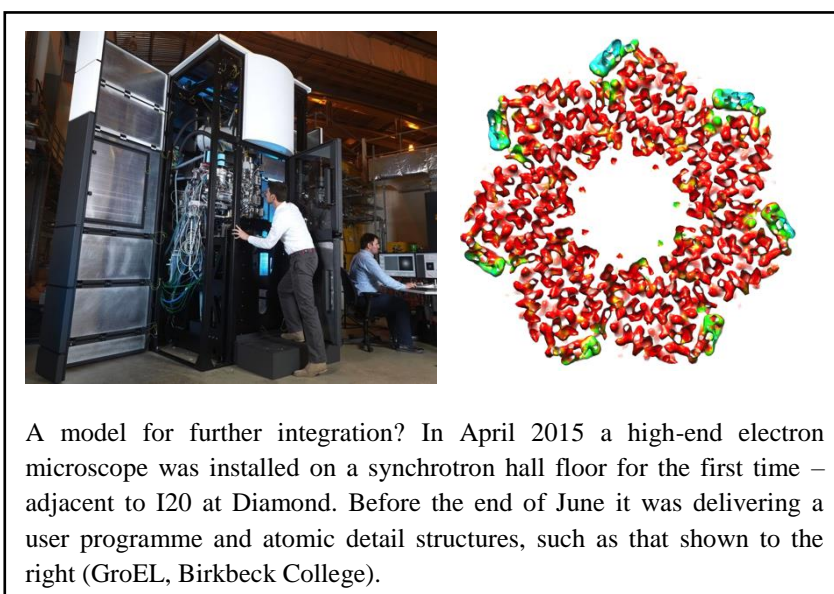 A model for further integration? In April 2015 a high-end electron
microscope was installed on a synchrotron hall floor for the first time –
adjacent to I20 at Diamond. Before the end of June it was delivering a
user programme and atomic detail structures, such as that shown to the
right (GroEL, Birkbeck College).